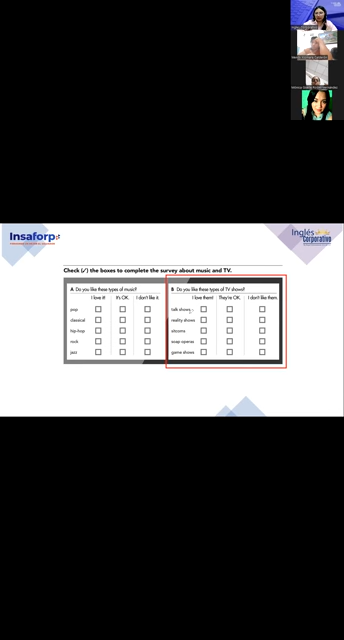 Insaforp
Inglés
Corporativo
Check (✓) the boxes to complete the survey about music and TV.
A Do you like these types of music?
I love it! It's OK. I don't like it.
pop
classical
hip-hop
rock
jazz
B Do you like these types of TV shows?
I love them! They're OK. I don't like them.
talk shows
reality shows
sitcoms
soap operas
game shows